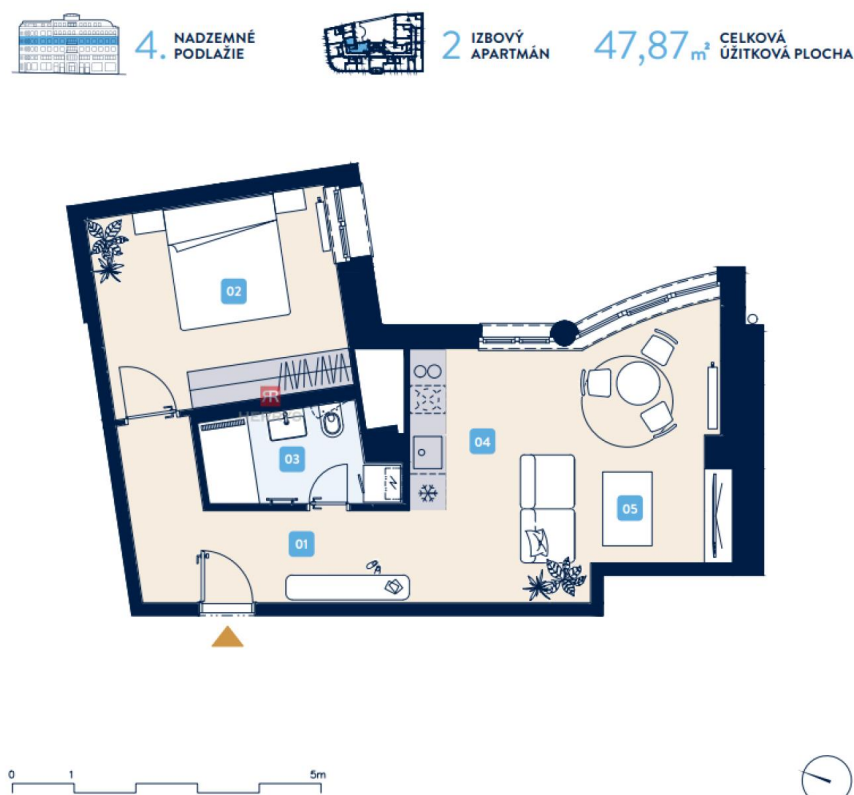 4. NADZEMNÉ
PODLAŽIE
2 IZBOVÝ
APARTMÁN
47,87 m² CELKOVÁ
ÚŽITKOVÁ PLOCHA
02
03
04
05
01
0 1 5m